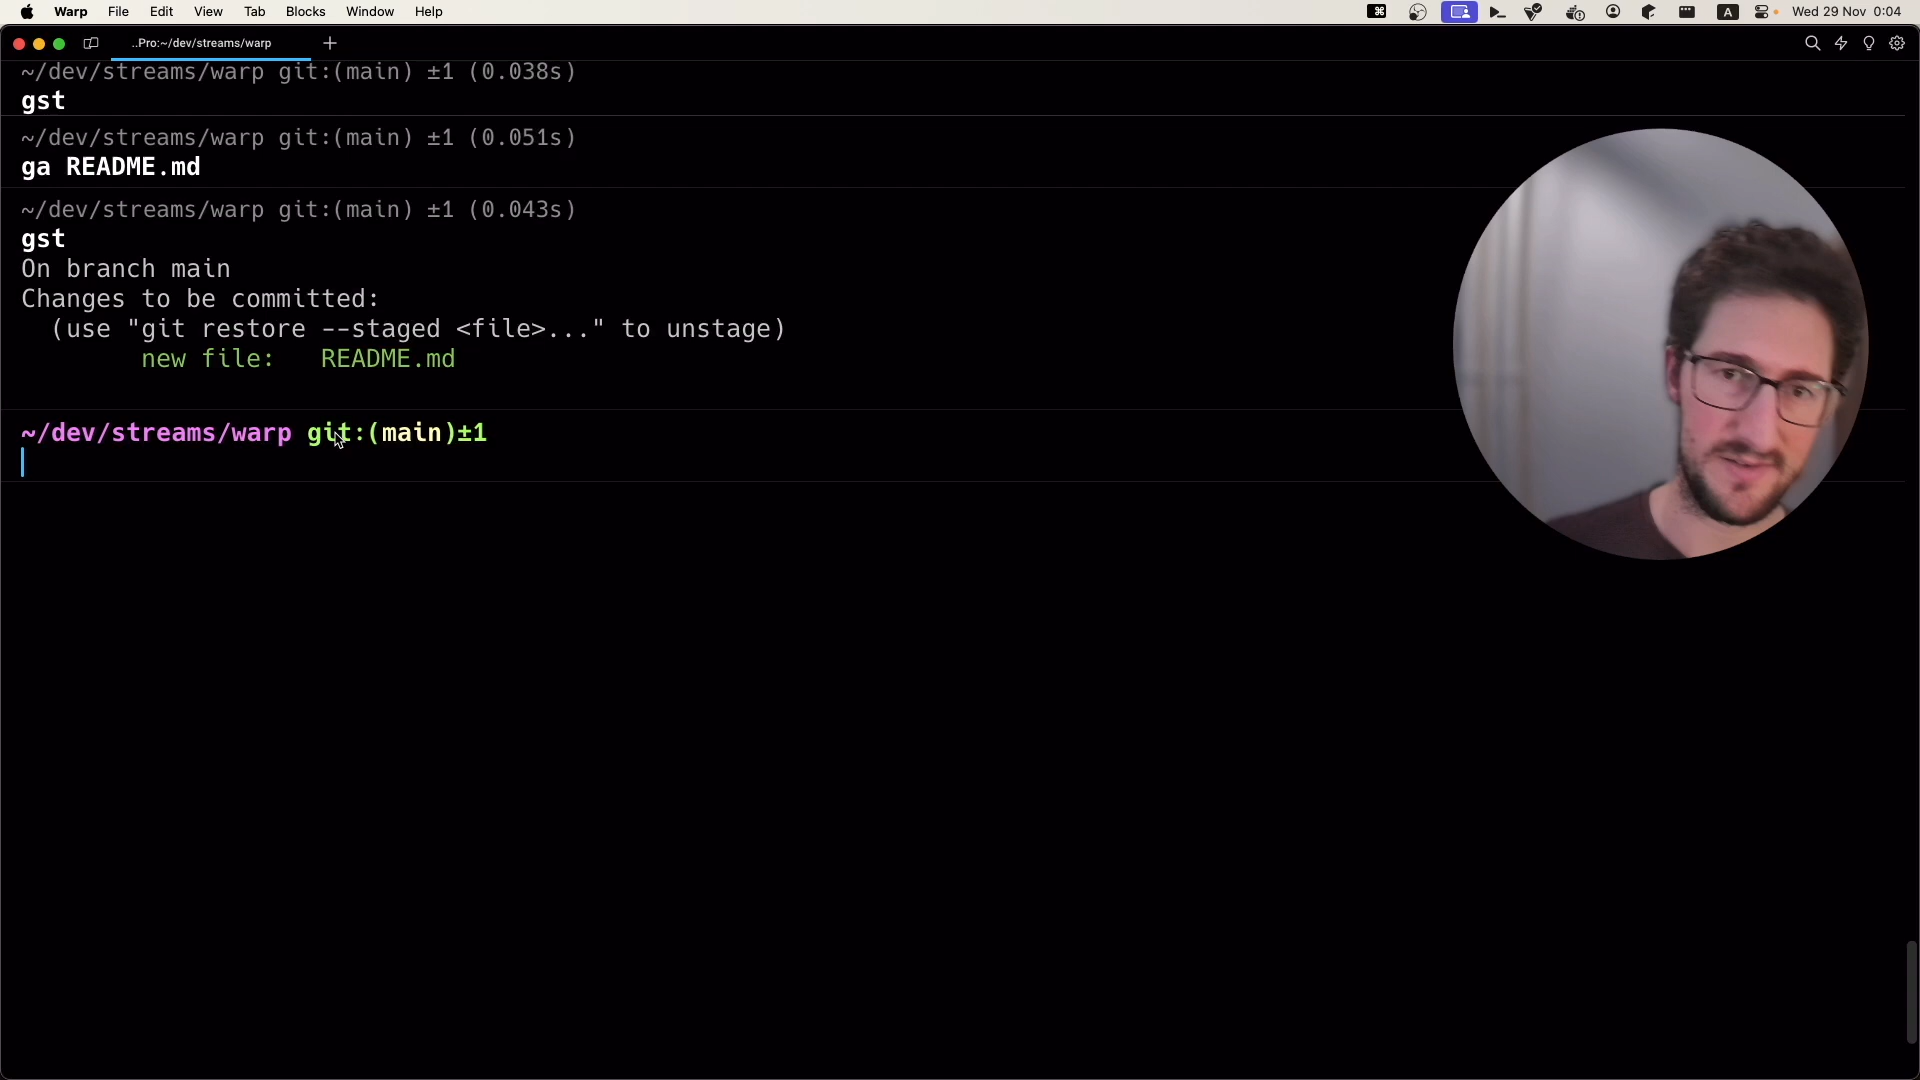 Warp File Edit View Tab Blocks Window Help A Wed 29 Nov 0:04
..Pro:~/dev/streams/warp
~/dev/streams/warp git:(main) ±1 (0.038s)
gst
~/dev/streams/warp git:(main) ±1 (0.051s)
ga README.md
~/dev/streams/warp git:(main) ±1 (0.043s)
gst
On branch main
Changes to be committed:
(use "git restore --staged <file>..." to unstage)
new file: README.md
~/dev/streams/warp git:(main)±1